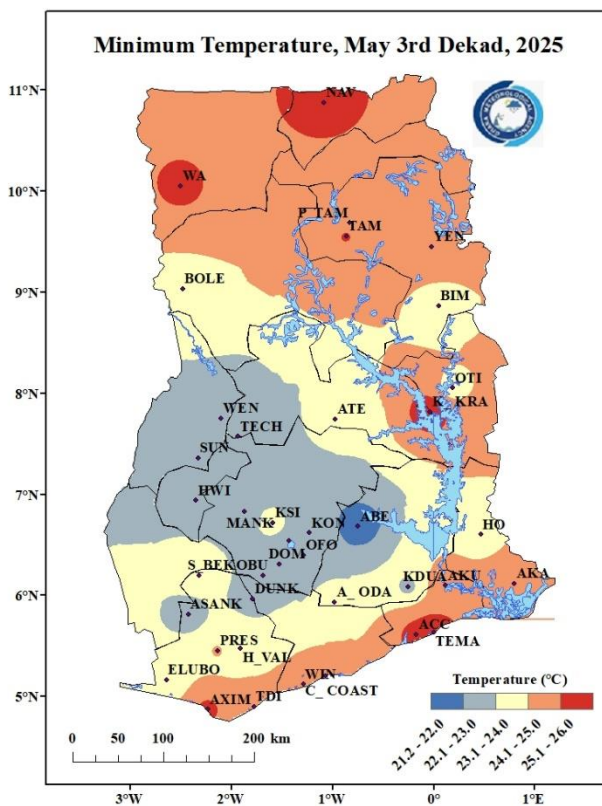 Minimum Temperature, May 3rd Dekad, 2025
11°N
10°N
9°N
8°N
7°N
6°N
5°N
NAV
WA
P_TAM
TAM
YEN
BOLE
BIM
OTI
K_KRA
WEN
TECH
ATE
SUN
HWI
MANK
KSI
KON
ABE
HO
OFO
DOM
S_BEK
OBU
DUNK
A_ODA
KDUA
AKU
AKA
ASANK
PRES
H_VAL
ACC
TEMA
ELUBO
WIN
C_COAST
AXIM
TDI
Temperature (°C)
21.2 - 22.0
22.1 - 23.0
23.1 - 24.0
24.1 - 25.0
25.1 - 26.0
0 50 100 200 km
3°W 2°W 1°W 0° 1°E